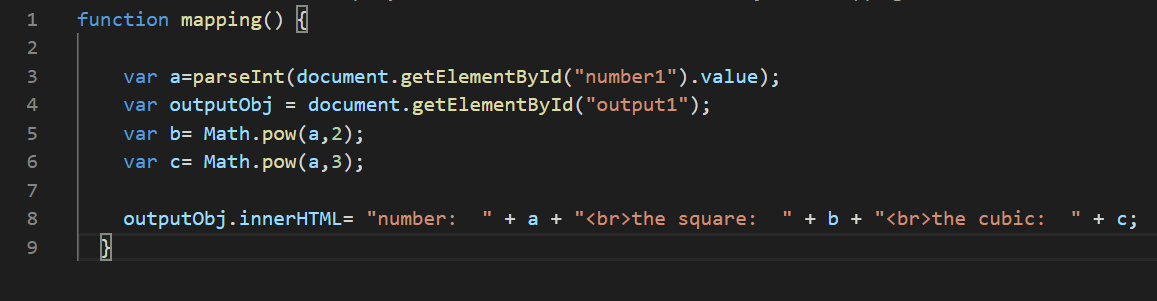 1 function mapping() {
2
3 var a=parseInt(document.getElementById("number1").value);
4 var outputObj = document.getElementById("output1");
5 var b= Math.pow(a,2);
6 var c= Math.pow(a,3);
7
8 outputObj.innerHTML= "number:  " + a + "<br>the square:  " + b + "<br>the cubic:  " + c;
9 }